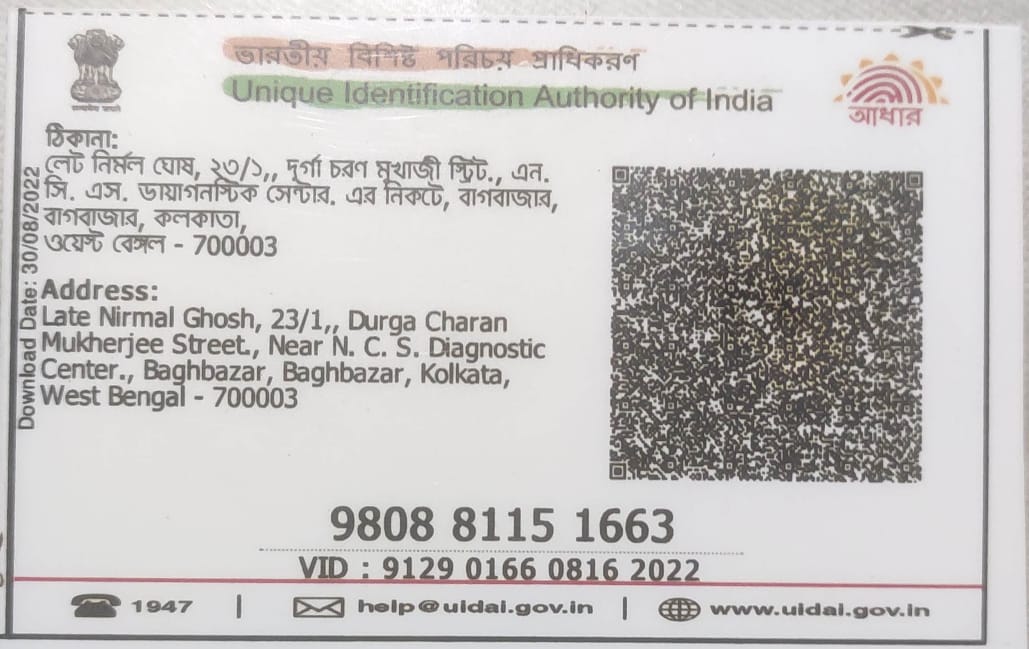 ভারতীয় বিশিষ্ট পরিচয় প্রাধিকরণ
Unique Identification Authority of India
আধার
ঠিকানা:
লেট নির্মল ঘোষ, ২৩/১,, দুর্গা চরণ মুখার্জী স্ট্রিট., এন.
সি. এস. ডায়াগনস্টিক সেন্টার. এর নিকটে, বাগবাজার,
বাগবাজার, কলকাতা,
ওয়েস্ট বেঙ্গল - 700003
Download Date: 30/08/2022
Address:
Late Nirmal Ghosh, 23/1,, Durga Charan
Mukherjee Street., Near N. C. S. Diagnostic
Center., Baghbazar, Baghbazar, Kolkata,
West Bengal - 700003
9808 8115 1663
VID : 9129 0166 0816 2022
1947 | help@uidai.gov.in | www.uidai.gov.in